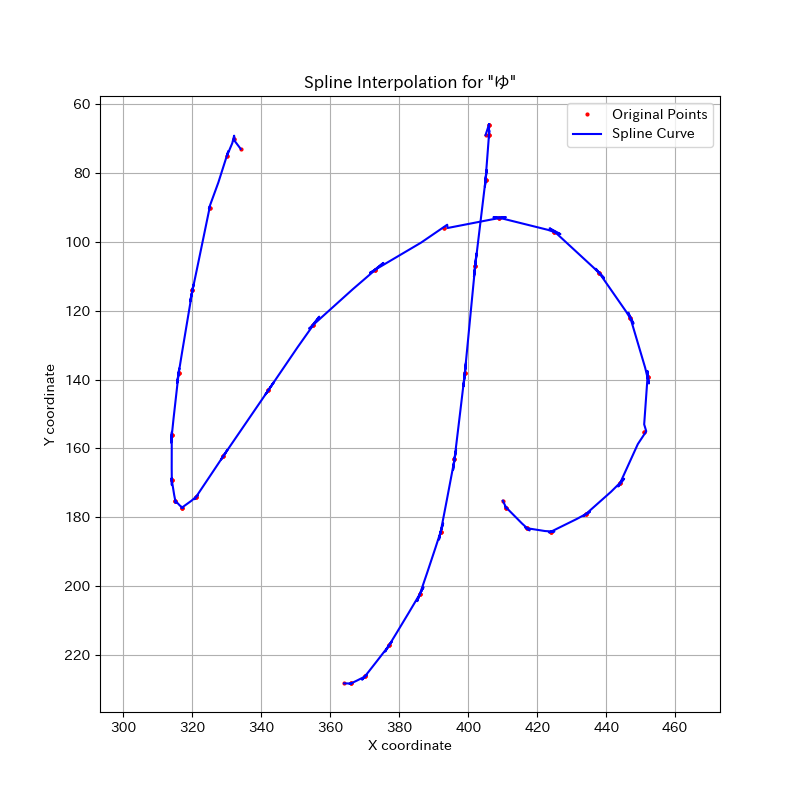 Spline Interpolation for "ゆ"
Original Points
Spline Curve
Y coordinate
60
80
100
120
140
160
180
200
220
300 320 340 360 380 400 420 440 460
X coordinate
ゆ